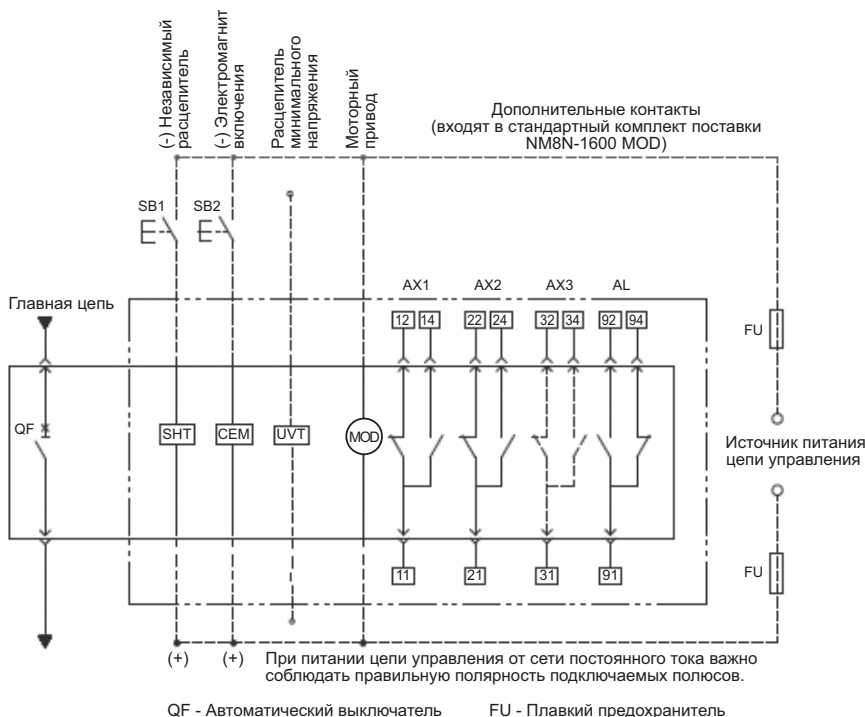 (-) Независимый
расцепитель
(-) Электромагнит
включения
Расцепитель
минимального
напряжения
Моторный
привод
Дополнительные контакты
(входят в стандартный комплект поставки
NM8N-1600 MOD)
SB1
SB2
Главная цепь
AX1
AX2
AX3
AL
12
14
22
24
32
34
92
94
FU
QF
SHT
CEM
UVT
MOD
Источник питания
цепи управления
11
21
31
91
FU
(+)
(+)
При питании цепи управления от сети постоянного тока важно
соблюдать правильную полярность подключаемых полюсов.
QF - Автоматический выключатель
FU - Плавкий предохранитель